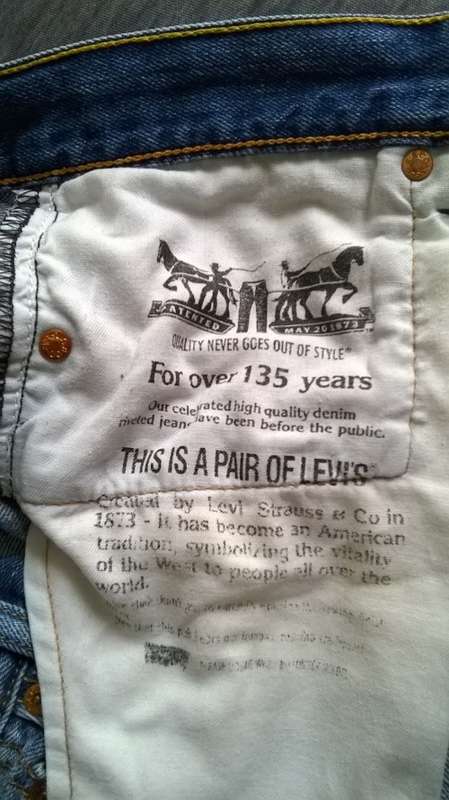 PATENTED
MAY 20 1873
QUALITY NEVER GOES OUT OF STYLE"
For over 135 years
Our celebrated high quality denim
riveted jeans have been before the public.
THIS IS A PAIR OF LEVI'S
Created by Levi Strauss & Co in
1873 - it has become an American
tradition, symbolizing the vitality
of the West to people all over the
world.